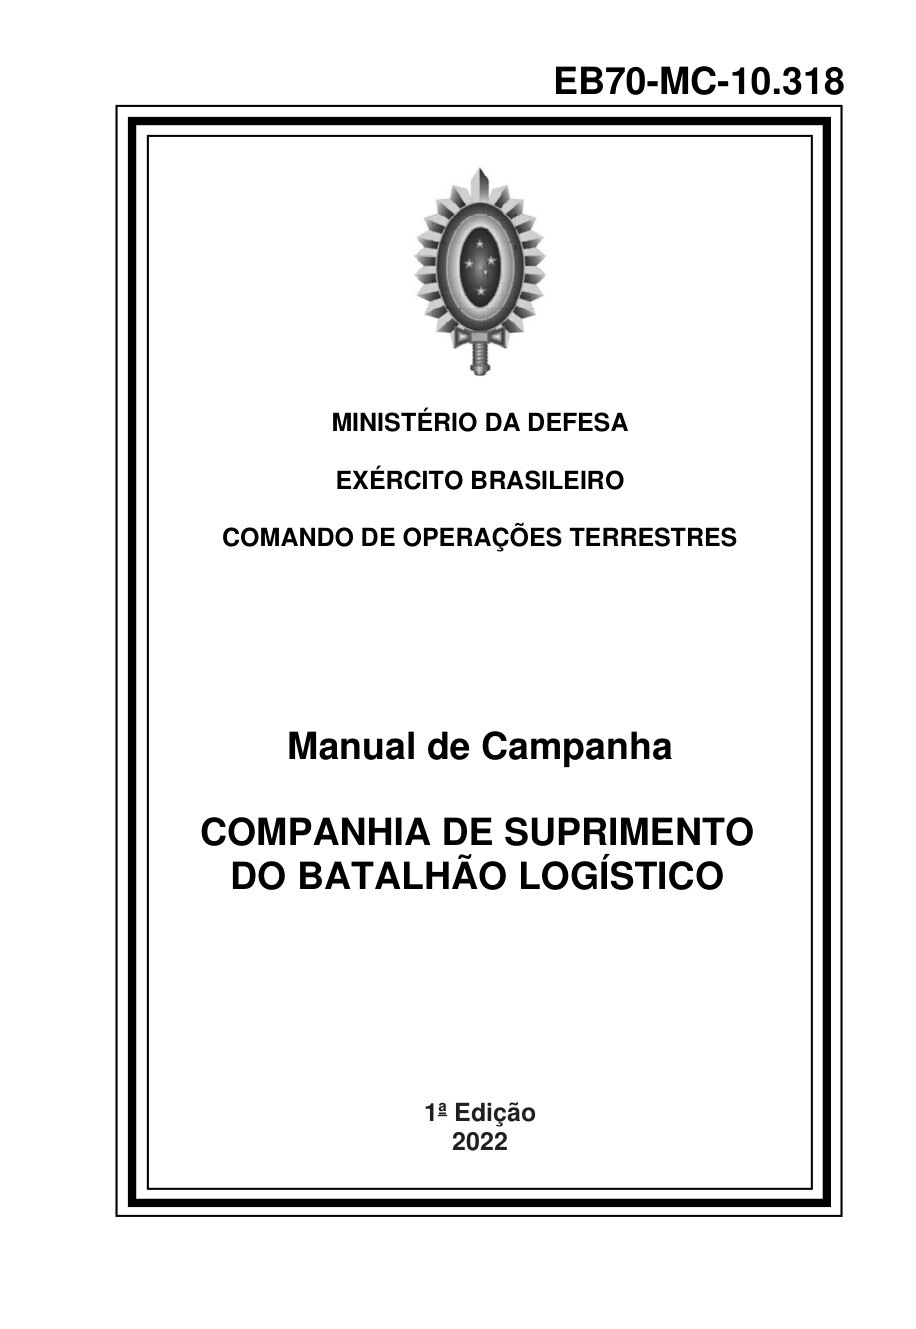 EB70-MC-10.318
MINISTÉRIO DA DEFESA
EXÉRCITO BRASILEIRO
COMANDO DE OPERAÇÕES TERRESTRES
Manual de Campanha
COMPANHIA DE SUPRIMENTO
DO BATALHÃO LOGÍSTICO
1ª Edição
2022